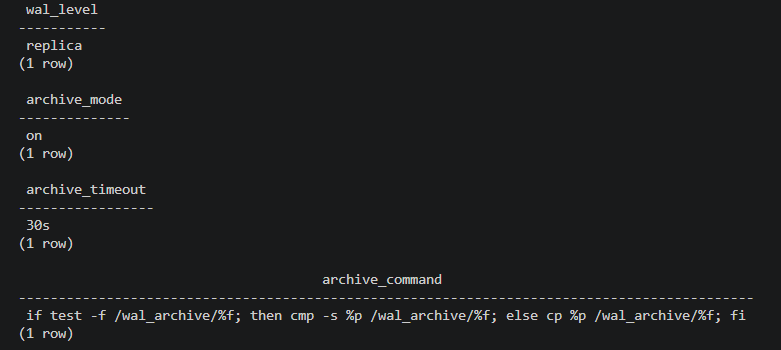 wal_level
-----------
replica
(1 row)
archive_mode
--------------
on
(1 row)
archive_timeout
-----------------
30s
(1 row)
archive_command
--------------------------------------------------------------------------------------------
if test -f /wal_archive/%f; then cmp -s %p /wal_archive/%f; else cp %p /wal_archive/%f; fi
(1 row)